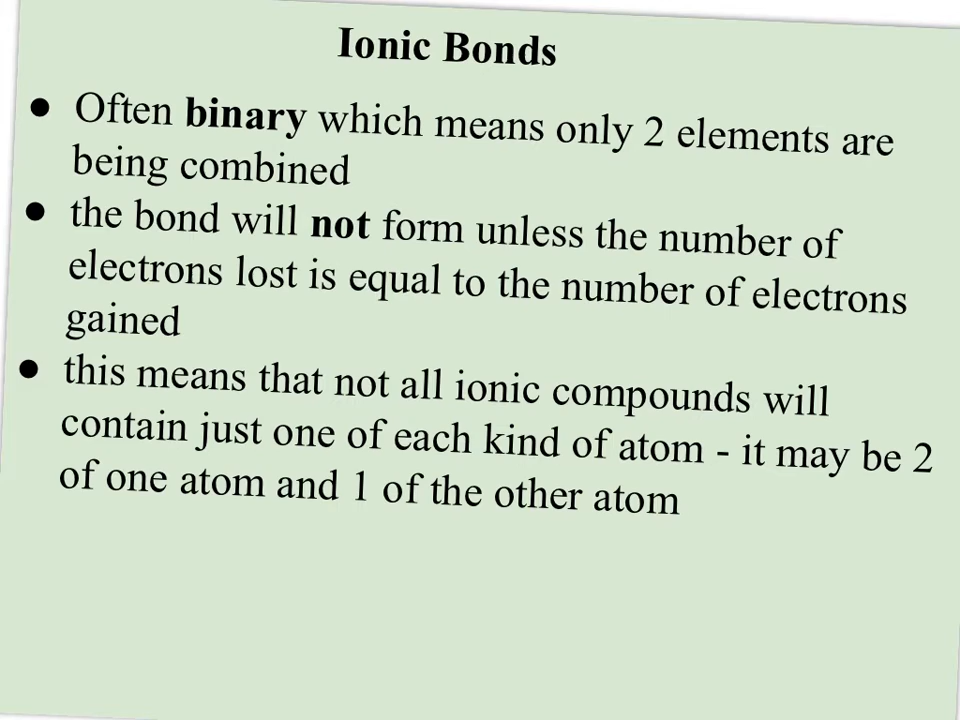 Ionic Bonds
● Often binary which means only 2 elements are
being combined
● the bond will not form unless the number of
electrons lost is equal to the number of electrons
gained
● this means that not all ionic compounds will
contain just one of each kind of atom - it may be 2
of one atom and 1 of the other atom